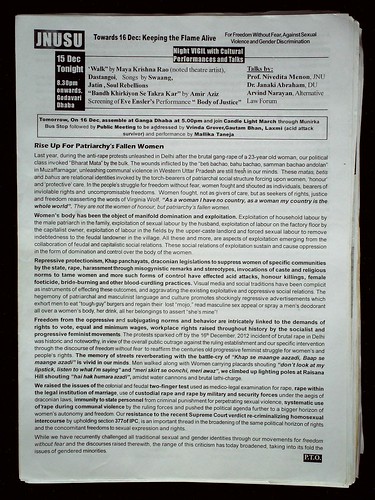 JNUSU
Towards 16 Dec: Keeping the Flame Alive
For Freedom Without Fear, Against Sexual
Violence and Gender Discrimination
15 Dec
Tonight
8.30pm
onwards,
Godavari
Dhaba
Night VIGIL with Cultural
Performances and Talks
'Walk' by Maya Krishna Rao (noted theatre artist),
Dastangoi, Songs by Swaang,
Jatin, Soul Rebellions
"Bandh Khirkiyon Se Takra Kar" by Amir Aziz
Screening of Eve Ensler's Performance " Body of Justice"
Talks by:
Prof. Nivedita Menon, JNU
Dr. Janaki Abraham, DU
Arvind Narayan, Alternative
Law Forum
Tomorrow, On 16 Dec, assemble at Ganga Dhaba at 5.00pm and join Candle Light March through Munirka
Bus Stop followed by Public Meeting to be addressed by Vrinda Grover, Gautam Bhan, Laxmi (acid attack
survivor) and performance by Mallika Taneja
Rise Up For Patriarchy's Fallen Women
Last year, during the anti-rape protests unleashed in Delhi after the brutal gang-rape of a 23-year old woman, our political
class invoked 'Bharat Mata' by the bulk. The wounds inflicted by the "beti bachao, bahu bachao, samman bachao andolan"
in Muzaffarnagar, unleashing communal violence in Western Uttar Pradesh are still fresh in our minds. These matas, betis
and bahus are relational identities invoked by the torch-bearers of patriarchal social structure forcing upon women, 'honour'
and 'protective' care. In the people's struggle for freedom without fear, women fought and shouted as individuals, bearers of
inviolable rights and uncompromisable freedoms. Women fought, not as givers of care, but as seekers of rights, justice
and freedom reasserting the words of Virginia Woolf, "As a woman I have no country, as a woman my country is the
whole world". They are not the women of honour, but patriarchy's fallen women.
Women's body has been the object of manifold domination and exploitation. Exploitation of household labour by
the male patriarch in the family, exploitation of sexual labour by the husband, exploitation of labour on the factory floor by
the capitalist owner, exploitation of labour in the fields by the upper-caste landlord and forced sexual labour to remove
indebtedness to the feudal landowner in the village. All these and more, are aspects of exploitation emerging from the
collaboration of feudal and capitalistic social relations. These social relations of exploitation sustain and cause oppression
in the form of domination and control over the body of the women.
Repressive protectionism, Khap panchayats, draconian legislations to suppress women of specific communities
by the state, rape, harassment through misogynistic remarks and stereotypes, invocations of caste and religious
norms to tame women and more such forms of control have effected acid attacks, honour killings, female
foeticide, bride-burning and other blood-curdling practices. Visual media and social traditions have been complicit
as instruments of effecting these outcomes, and aggravating the existing exploitative and oppressive social relations. The
hegemony of patriarchal and masculinist language and culture promotes shockingly regressive advertisements which
exhort men to eat "tough guy" burgers and regain their lost "mojo," read masculine sex appeal or spray a men's deodorant
all over a women's body, her drink, all her belongings to assert "she's mine"!
Freedom from the oppressive and subjugating norms and behavior are intricately linked to the demands of
rights to vote, equal and minimum wages, workplace rights raised throughout history by the socialist and
progressive feminist movements. The protests sparked off by the 16th december, 2012 incident of brutal rape in Delhi
was historic and noteworthy, in view of the overall public outrage against the ruling establishment and our specific intervention
through the discourse of freedom without fear to reaffirm the centuries old progressive feminist struggle for women's and
people's rights. The memory of streets reverberating with the battle-cry of "Khap se maange aazadi, Baap se
maange azadi" is vivid in our minds. Men walked along with Women carrying placards shouting "don't look at my
lipstick, listen to what I'm saying" and "meri skirt se oonchi, meri awaz"; we climbed up lighting poles at Raisana
Hill shouting "hai hak hamara azadi", amidst water cannons and brutal lathi-charge.
We raised the issues of the colonial and feudal two-finger test used as medico-legal examination for rape, rape within
the legal institution of marriage, use of custodial rape and rape by military and security forces under the aegis of
draconian laws, immunity to state personnel from criminal punishment for perpetrating sexual violence, systematic use
of rape during communal violence by the ruling forces and pushed the political agenda further to a bigger horizon of
women's autonomy and freedom. Our resistance to the recent Supreme Court verdict re-criminalizing homosexual
intercourse by upholding section 377 of IPC, is an important thread in the broadening of the same political horizon of rights
and the concomitant freedoms to sexual expression and rights.
While we have recurrently challenged all traditional sexual and gender identities through our movements for freedom
without fear and the discourses raised therewith, the range of this criticism has today broadened, taking into its fold the
issues of gendered minorities.
P.T.O.